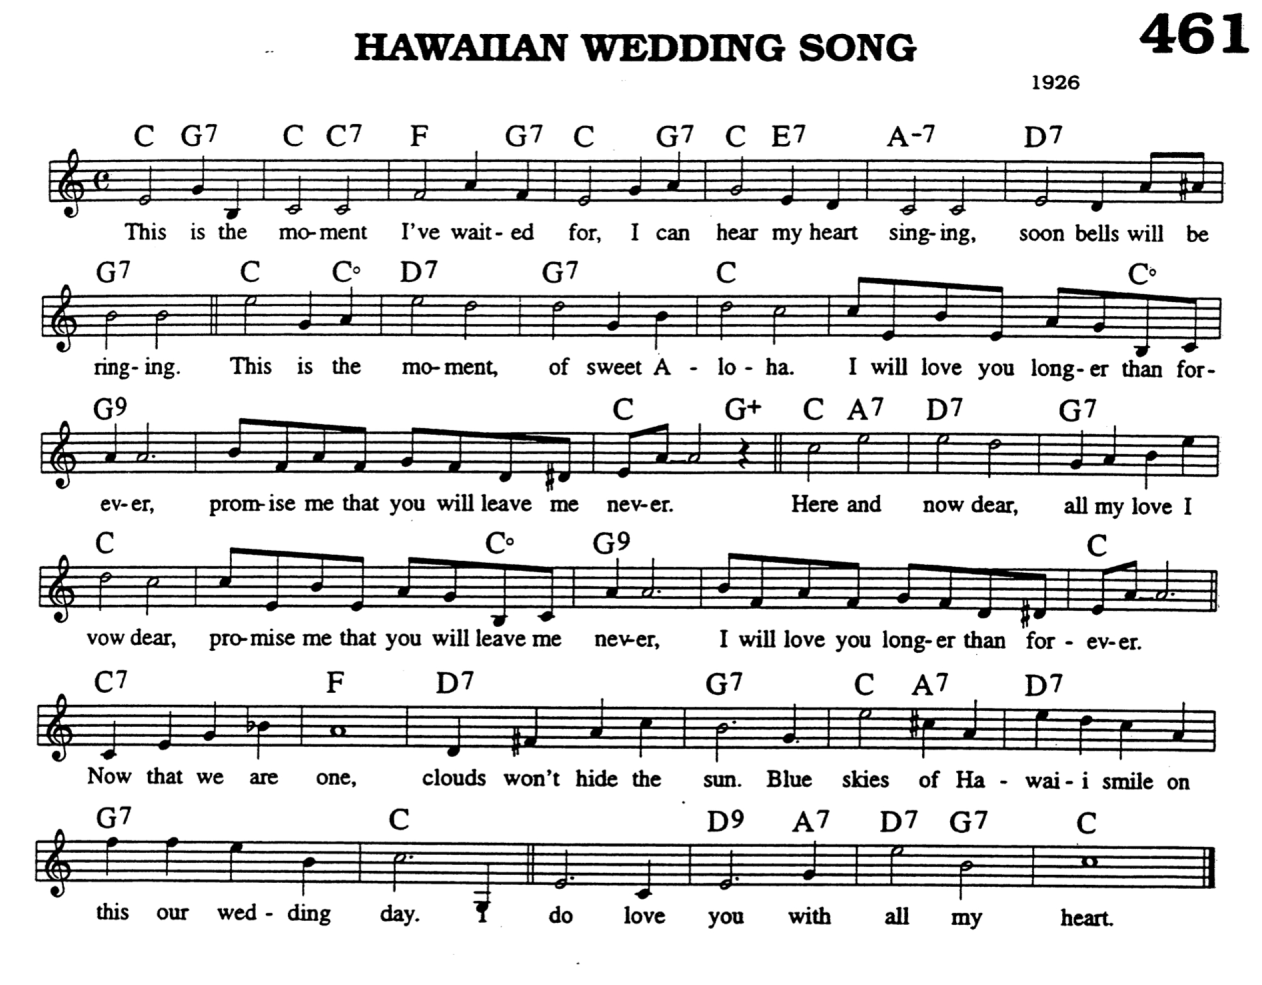 HAWAIIAN WEDDING SONG
461
1926
C G7 C C7 F G7 C G7 C E7 A-7 D7
This is the mo-ment I've wait-ed for, I can hear my heart sing-ing, soon bells will be
G7 C C° D7 G7 C C°
ring-ing. This is the mo-ment, of sweet A - lo - ha. I will love you long-er than for-
G9 C G+ C A7 D7 G7
ev-er, prom-ise me that you will leave me nev-er. Here and now dear, all my love I
C C° G9 C
vow dear, pro-mise me that you will leave me nev-er, I will love you long-er than for - ev-er.
C7 F D7 G7 C A7 D7
Now that we are one, clouds won't hide the sun. Blue skies of Ha - wai - i smile on
G7 C D9 A7 D7 G7 C
this our wed - ding day. I do love you with all my heart.